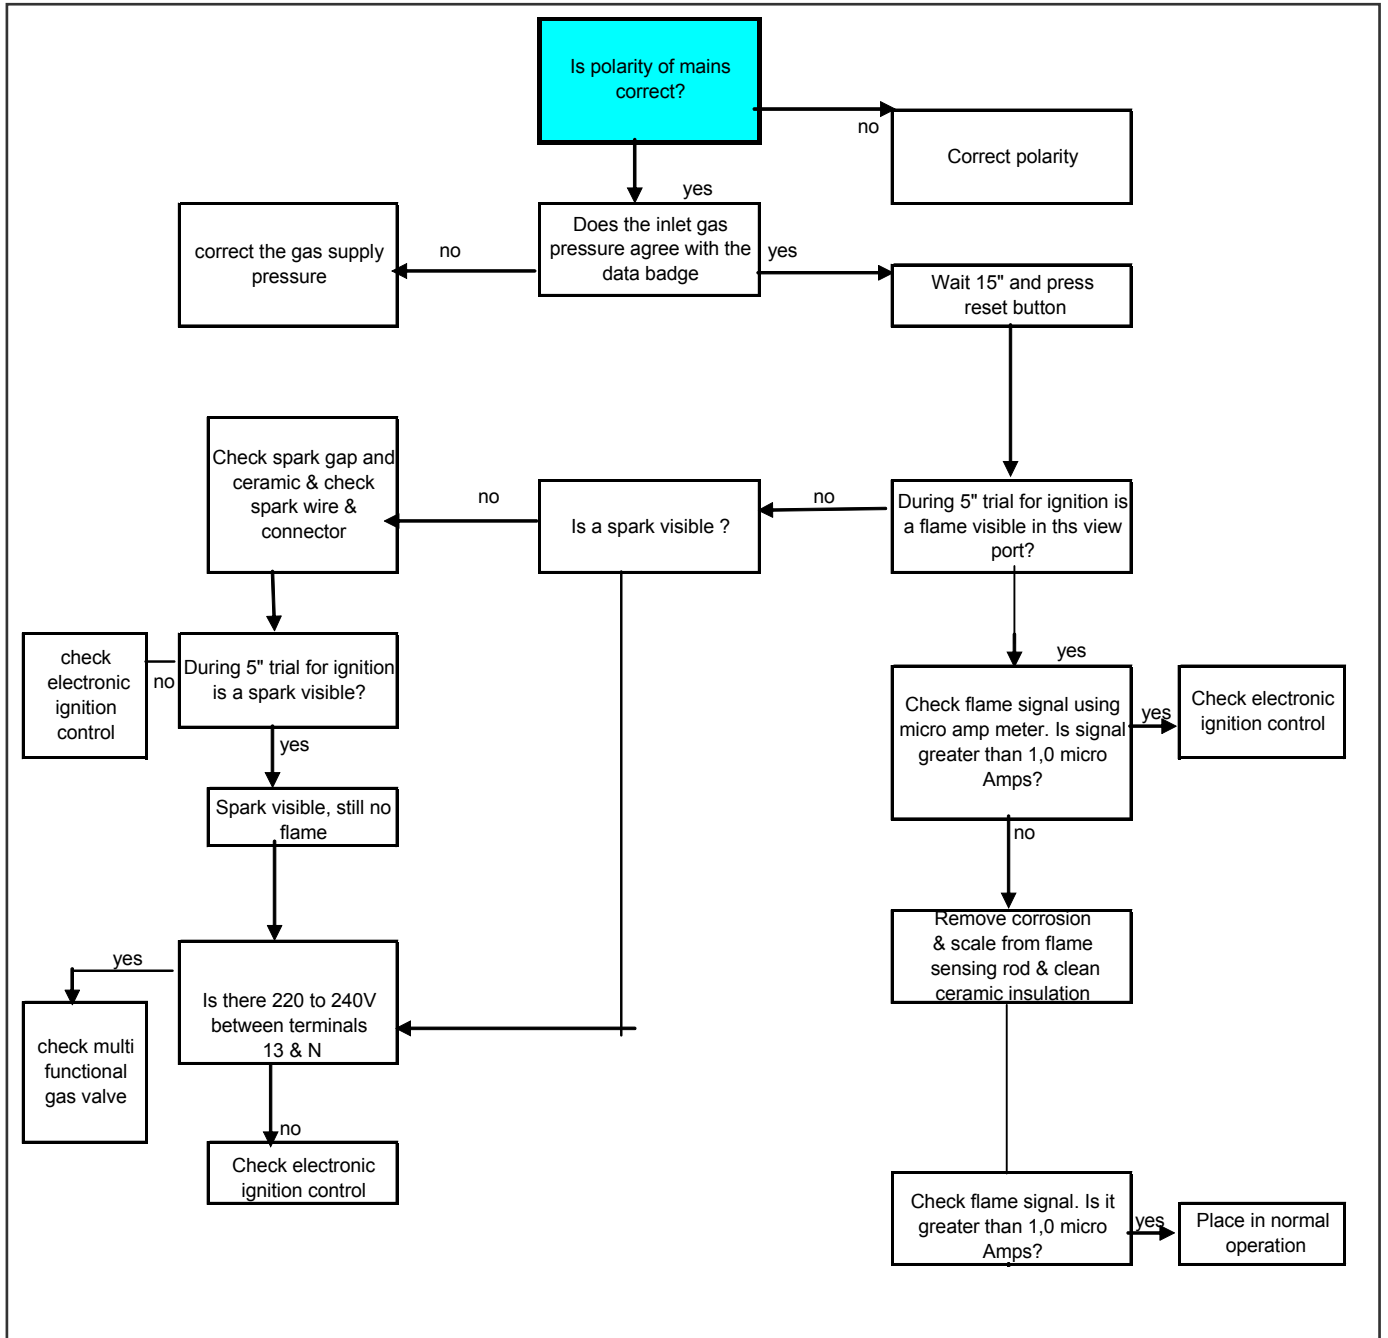 Is polarity of mains
correct?
no
Correct polarity
yes
correct the gas supply
pressure
no
Does the inlet gas
pressure agree with the
data badge
yes
Wait 15" and press
reset button
Check spark gap and
ceramic & check
spark wire &
connector
no
Is a spark visible ?
no
During 5" trial for ignition is
a flame visible in ths view
port?
check
electronic
ignition
control
no
During 5" trial for ignition
is a spark visible?
yes
Check flame signal using
micro amp meter. Is signal
greater than 1,0 micro
Amps?
yes
Check electronic
ignition control
yes
Spark visible, still no
flame
no
Remove corrosion
& scale from flame
sensing rod & clean
ceramic insulation
yes
Is there 220 to 240V
between terminals
13 & N
check multi
functional
gas valve
no
Check electronic
ignition control
Check flame signal. Is it
greater than 1,0 micro
Amps?
yes
Place in normal
operation